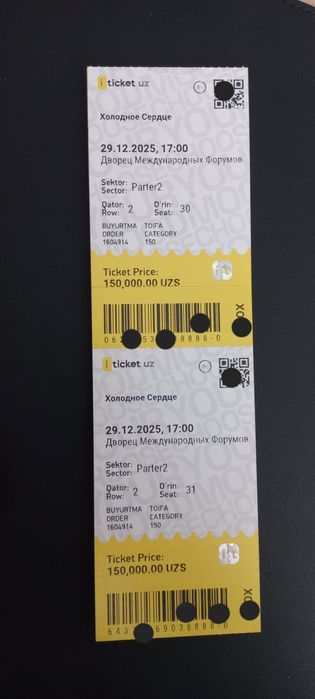 iticket uz
Холодное Сердце
29.12.2025, 17:00
Дворец Международных Форумов
Sektor:
Sector: Parter2
Qator: O'rin:
Row: 2 Seat: 30
BUYURTMA TOIFA
ORDER CATEGORY
1604914 150
Ticket Price:
150,000.00 UZS
iticket uz
Холодное Сердце
29.12.2025, 17:00
Дворец Международных Форумов
Sektor:
Sector: Parter2
Qator: O'rin:
Row: 2 Seat: 31
BUYURTMA TOIFA
ORDER CATEGORY
1604914 150
Ticket Price:
150,000.00 UZS